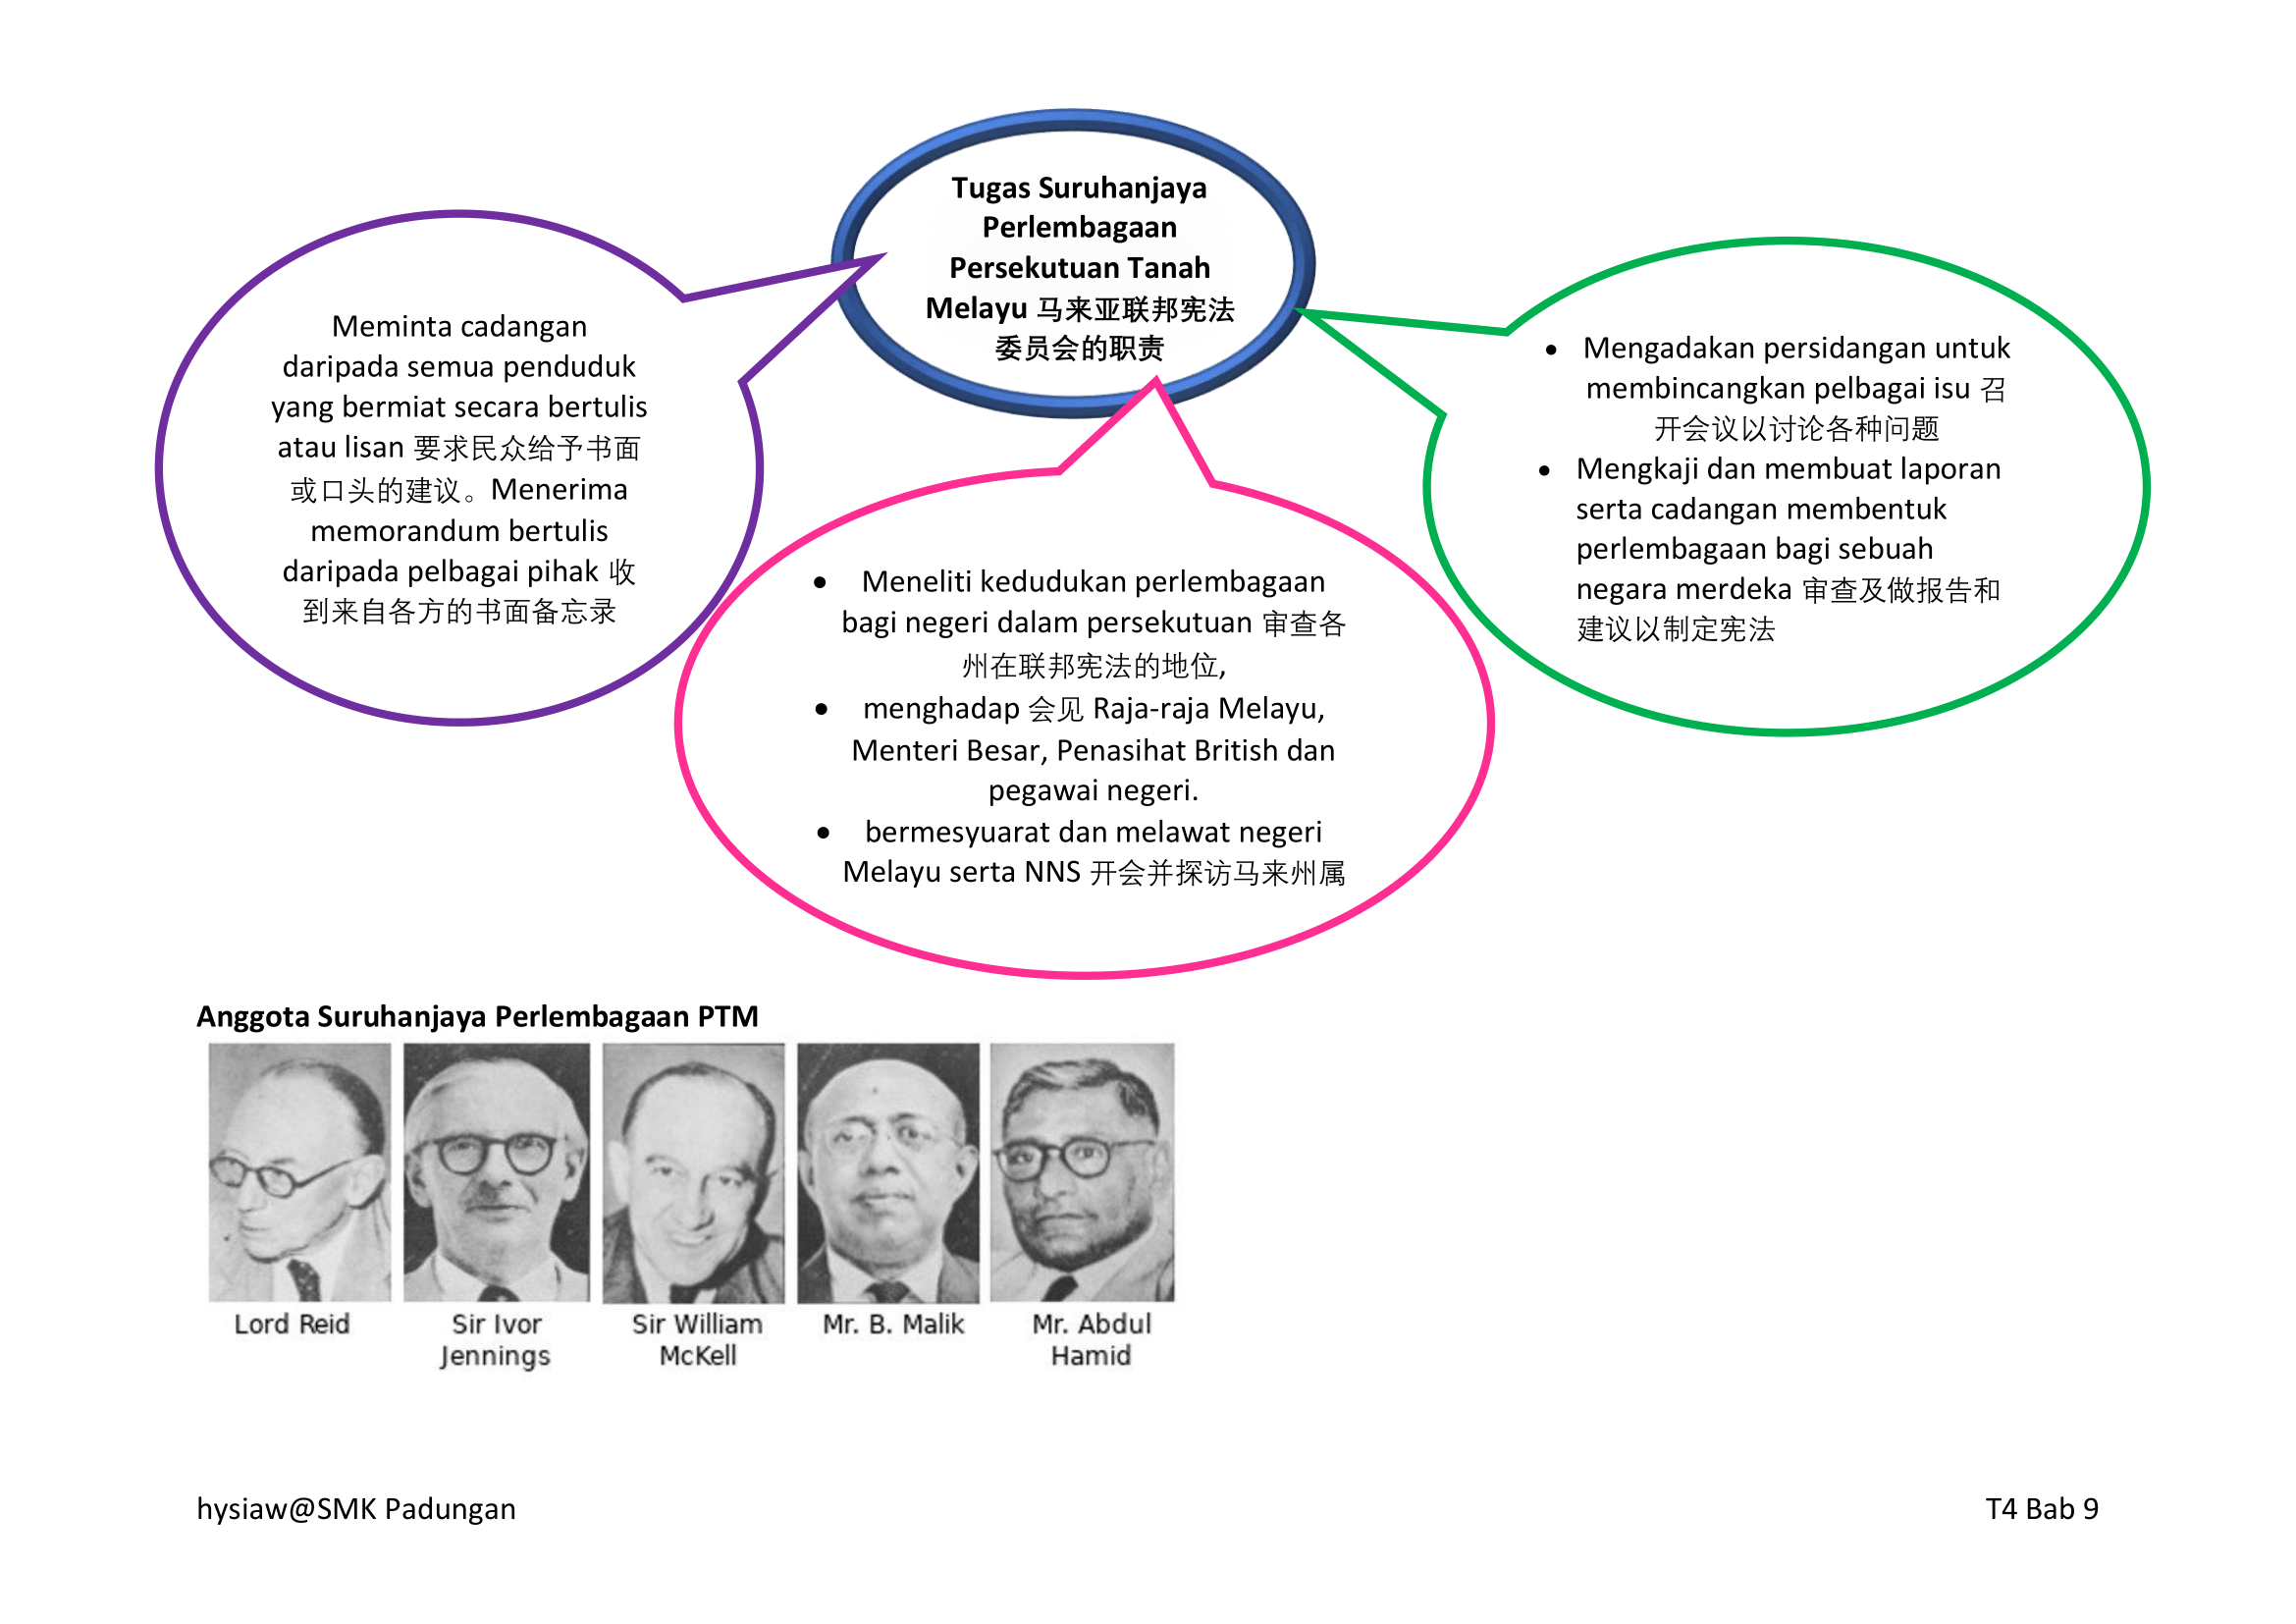 Tugas Suruhanjaya
Perlembagaan
Persekutuan Tanah
Melayu 马来亚联邦宪法
委员会的职责
Meminta cadangan
daripada semua penduduk
yang bermiat secara bertulis
atau lisan 要求民众给予书面
或口头的建议。Menerima
memorandum bertulis
daripada pelbagai pihak 收
到来自各方的书面备忘录
• Meneliti kedudukan perlembagaan
bagi negeri dalam persekutuan 审查各
州在联邦宪法的地位,
• menghadap 会见 Raja-raja Melayu,
Menteri Besar, Penasihat British dan
pegawai negeri.
• bermesyuarat dan melawat negeri
Melayu serta NNS 开会并探访马来州属
• Mengadakan persidangan untuk
membincangkan pelbagai isu 召
开会议以讨论各种问题
• Mengkaji dan membuat laporan
serta cadangan membentuk
perlembagaan bagi sebuah
negara merdeka 审查及做报告和
建议以制定宪法
Anggota Suruhanjaya Perlembagaan PTM
Lord Reid
Sir Ivor
Jennings
Sir William
McKell
Mr. B. Malik
Mr. Abdul
Hamid
hysiaw@SMK Padungan
T4 Bab 9